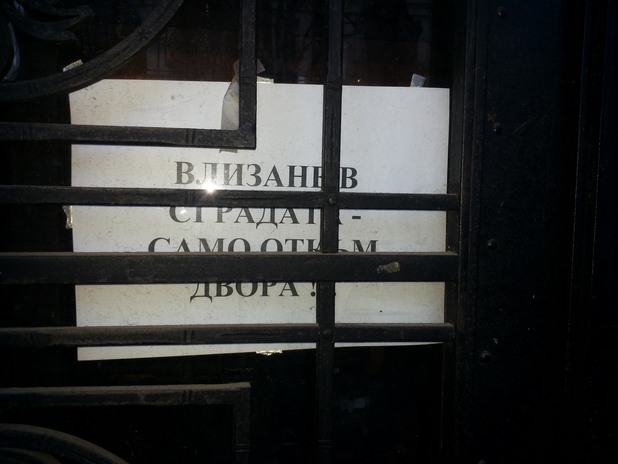 ВЛИЗАНЕ В
СГРАДАТА -
САМО ОТКЪМ
ДВОРА !